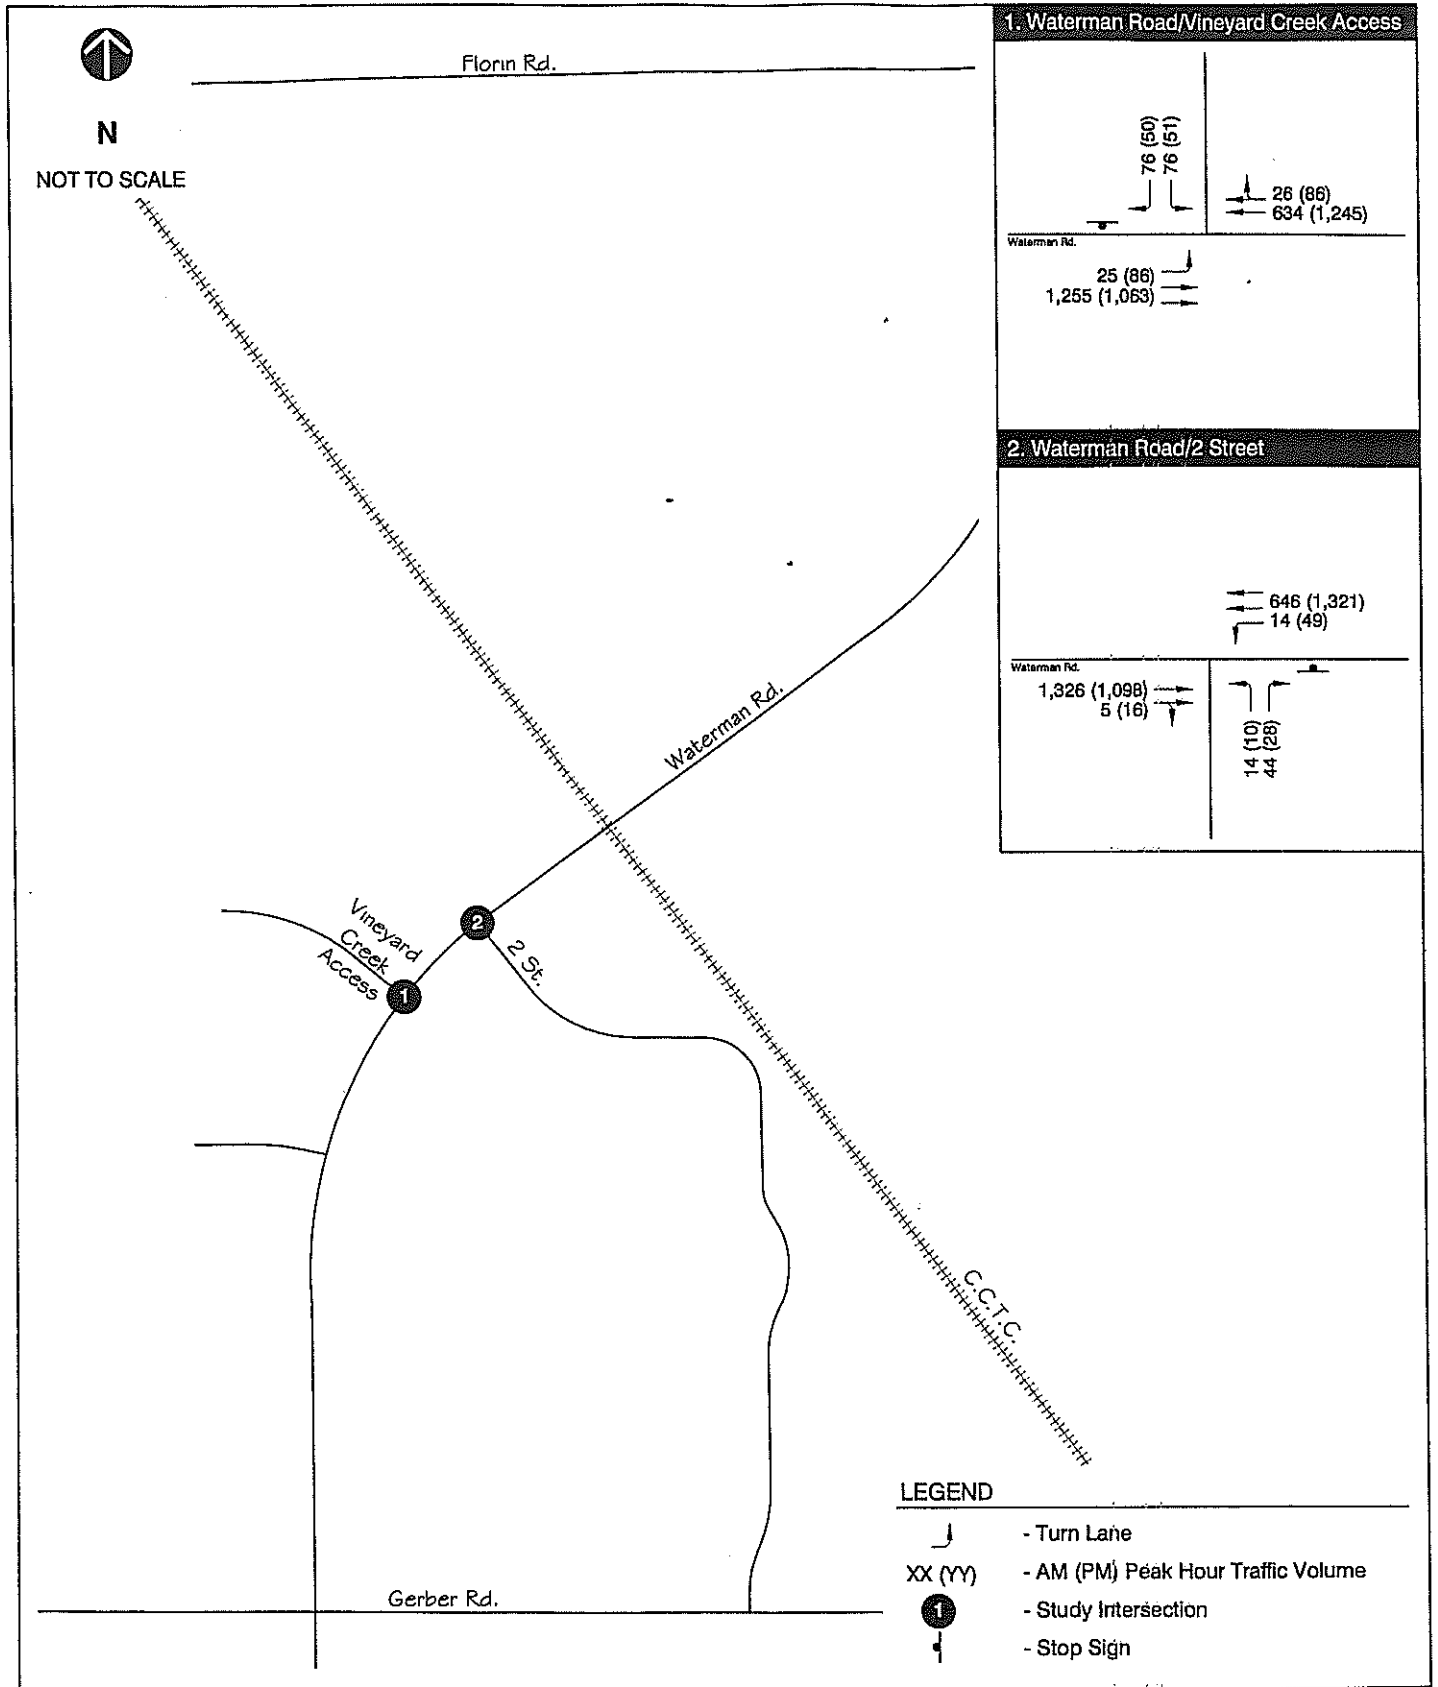 Florin Rd.
N
NOT TO SCALE
1. Waterman Road/Vineyard Creek Access
76 (50)
76 (51)
26 (86)
634 (1,245)
Waterman Rd.
25 (86)
1,255 (1,063)
2. Waterman Road/2 Street
646 (1,321)
14 (49)
Waterman Rd.
1,326 (1,098)
5 (16)
14 (10)
44 (28)
Waterman Rd.
Vineyard
Creek
Access
1
2
2 St.
C.C.T.C.
Gerber Rd.
LEGEND
- Turn Lane
XX (YY) - AM (PM) Peak Hour Traffic Volume
1 - Study Intersection
- Stop Sign